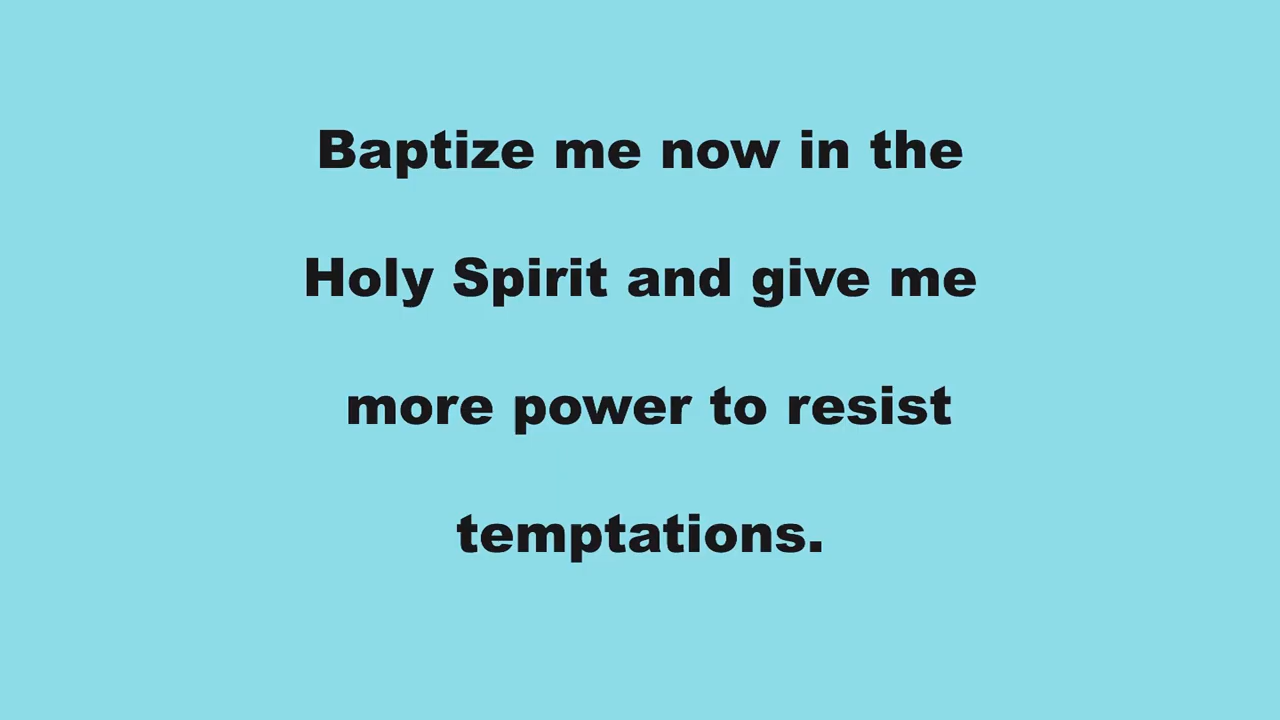 Baptize me now in the
Holy Spirit and give me
more power to resist
temptations.